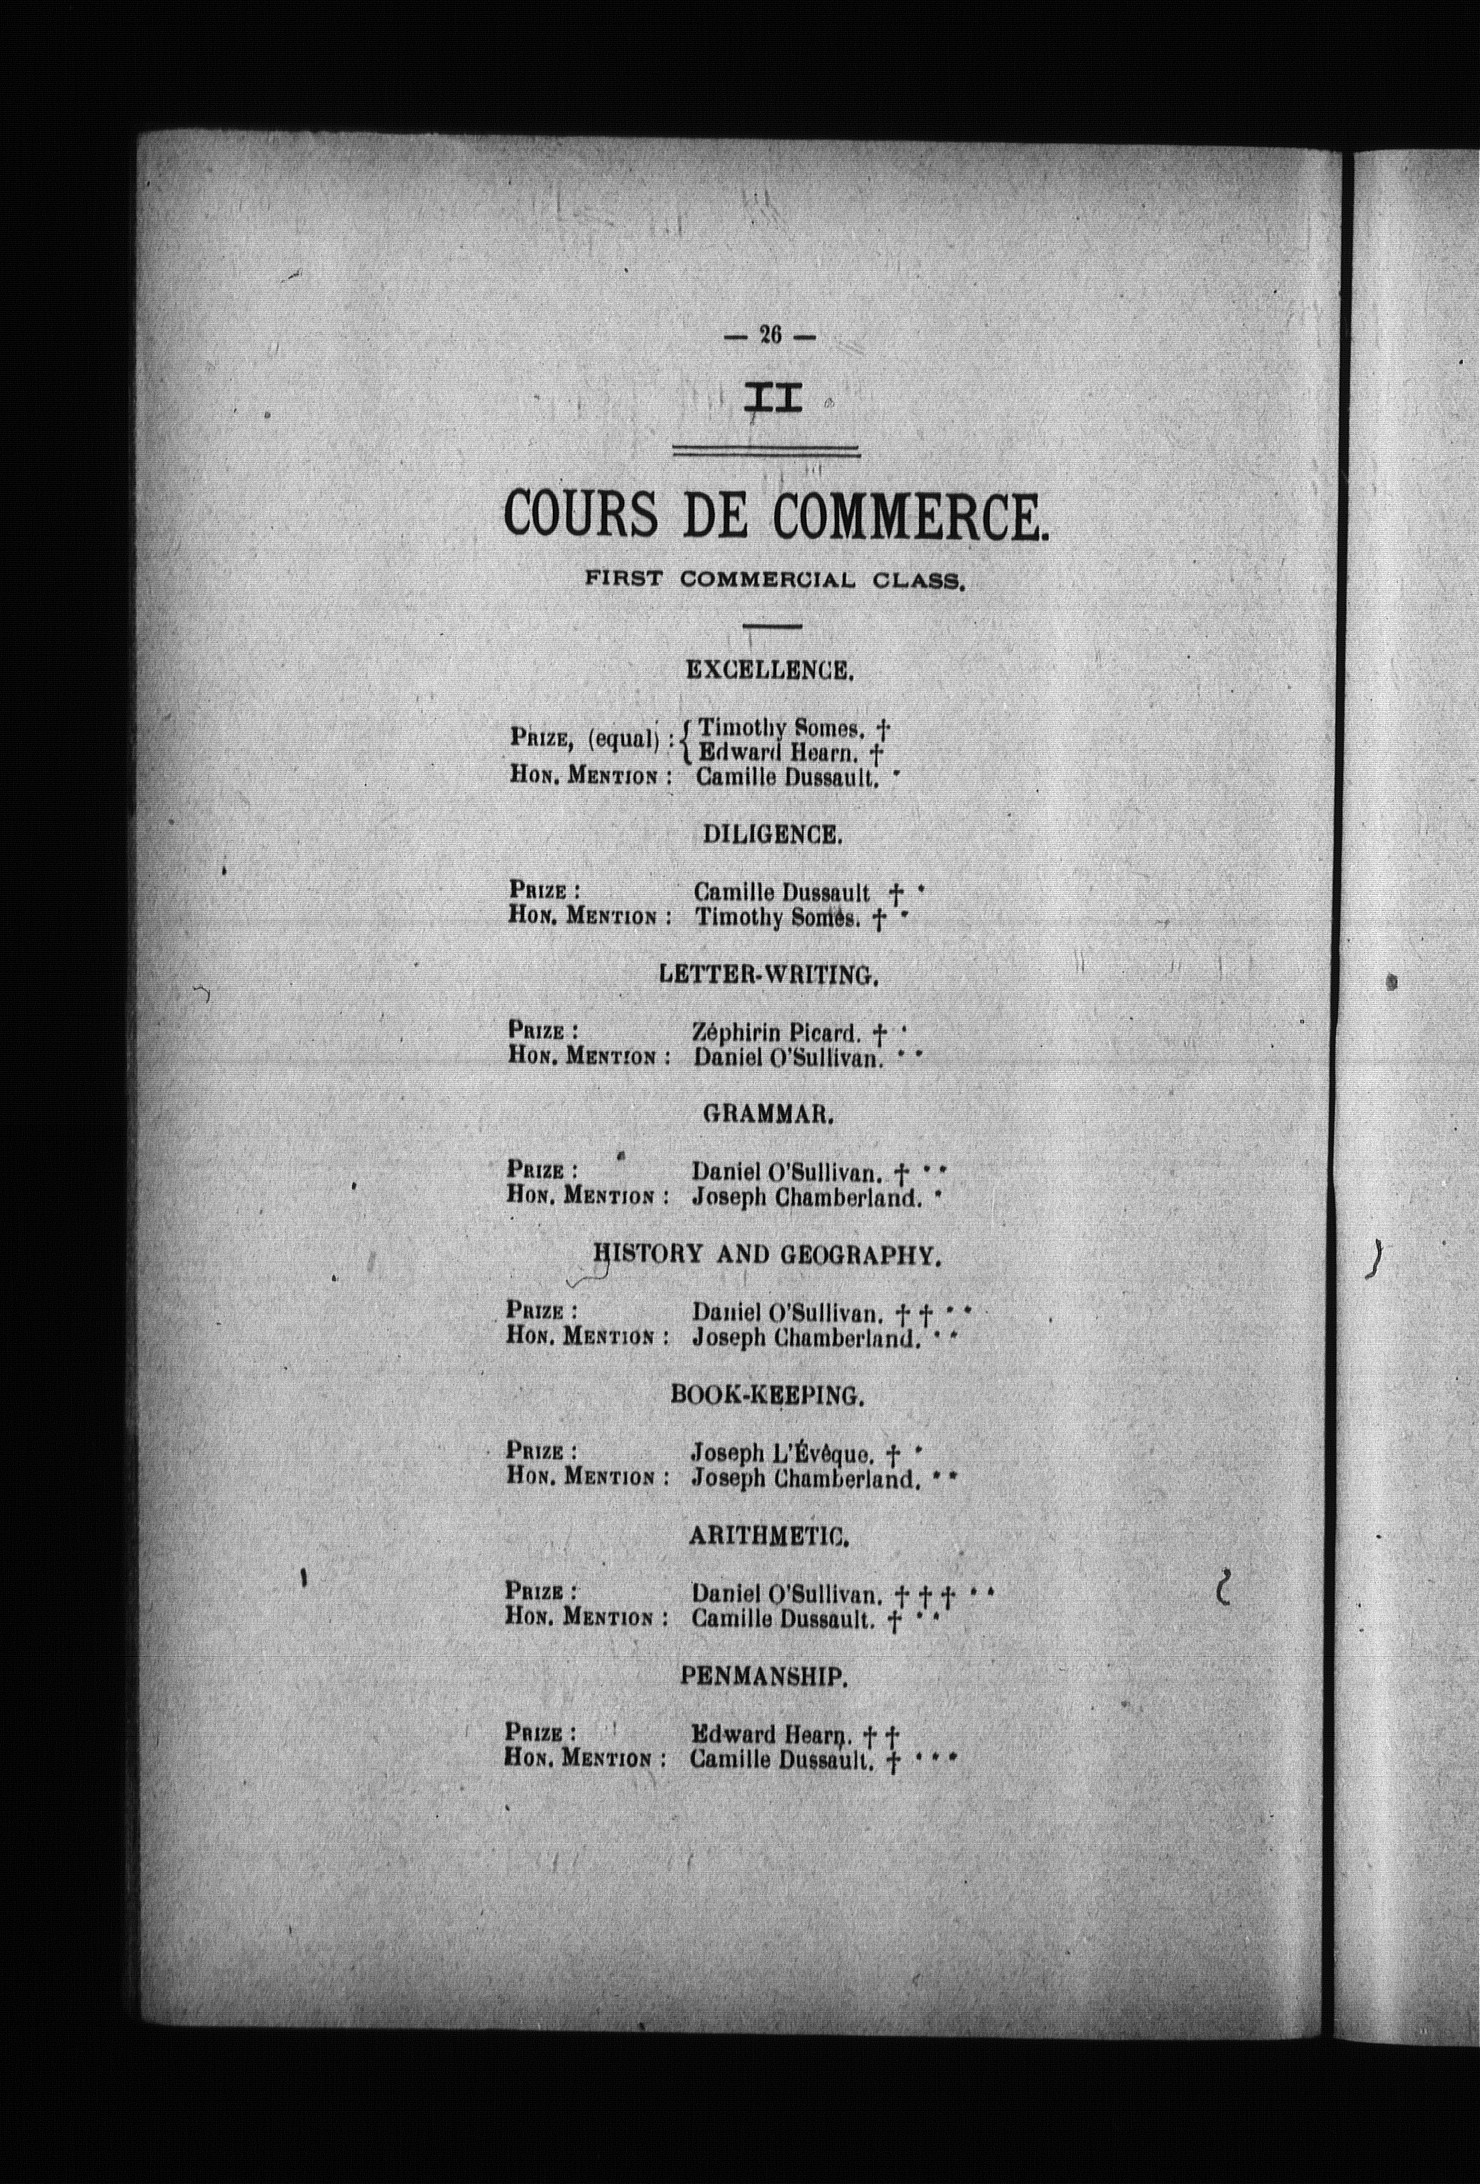 — 26 —
II
COURS DE COMMERCE.
FIRST COMMERCIAL CLASS.
EXCELLENCE.
PRIZE, (equal) : { Timothy Somes. †
Edward Hearn. †
HON. MENTION : Camille Dussault. *
DILIGENCE.
PRIZE : Camille Dussault † *
HON. MENTION : Timothy Somes. † *
LETTER-WRITING.
PRIZE : Zéphirin Picard. † *
HON. MENTION : Daniel O'Sullivan. * *
GRAMMAR.
PRIZE : Daniel O'Sullivan. † * *
HON. MENTION : Joseph Chamberland. *
HISTORY AND GEOGRAPHY.
PRIZE : Daniel O'Sullivan. † † * *
HON. MENTION : Joseph Chamberland. * *
BOOK-KEEPING.
PRIZE : Joseph L'Évêque. † *
HON. MENTION : Joseph Chamberland. * *
ARITHMETIC.
PRIZE : Daniel O'Sullivan. † † † * *
HON. MENTION : Camille Dussault. † * *
PENMANSHIP.
PRIZE : Edward Hearn. † †
HON. MENTION : Camille Dussault. † * * *